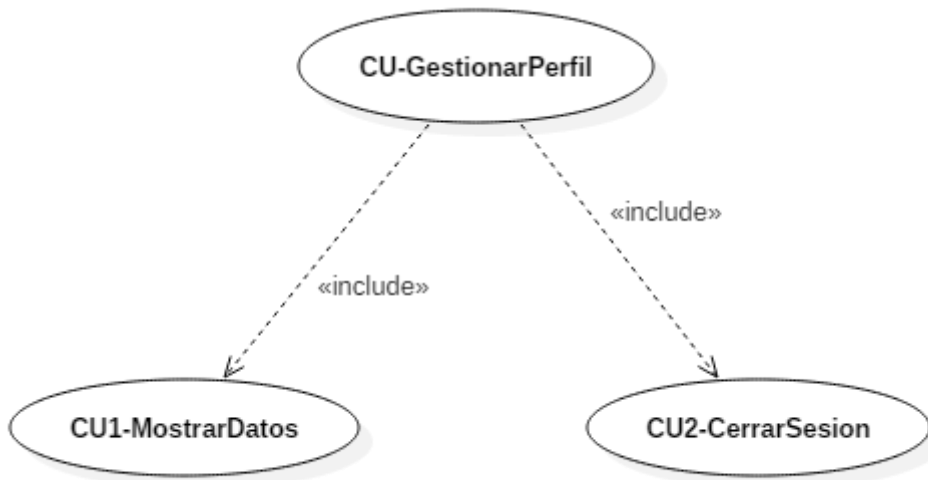 CU-GestionarPerfil
«include»
«include»
CU1-MostrarDatos
CU2-CerrarSesion